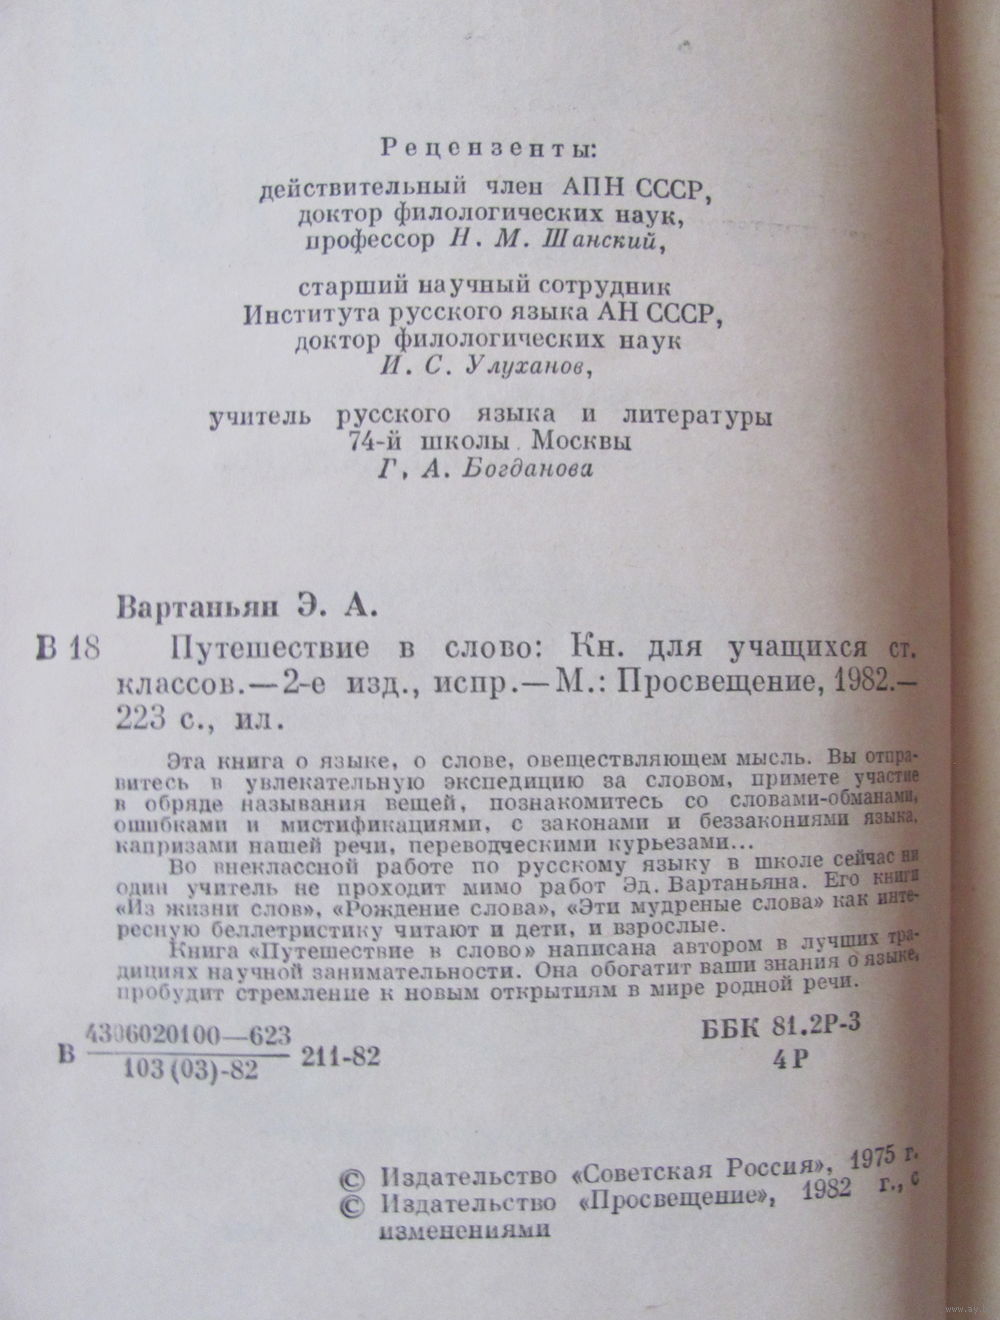 Рецензенты:
действительный член АПН СССР,
доктор филологических наук,
профессор Н. М. Шанский,
старший научный сотрудник
Института русского языка АН СССР,
доктор филологических наук
И. С. Улуханов,
учитель русского языка и литературы
74-й школы Москвы
Г, А. Богданова
Вартаньян Э. А.
В 18 Путешествие в слово: Кн. для учащихся ст.
классов.—2-е изд., испр.—М.: Просвещение, 1982.—
223 с., ил.
Эта книга о языке, о слове, овеществляющем мысль. Вы отпра-
витесь в увлекательную экспедицию за словом, примете участие
в обряде называния вещей, познакомитесь со словами-обманами,
ошибками и мистификациями, с законами и беззакониями языка,
капризами нашей речи, переводческими курьезами...
Во внеклассной работе по русскому языку в школе сейчас ни
один учитель не проходит мимо работ Эд. Вартаньяна. Его книги
«Из жизни слов», «Рождение слова», «Эти мудреные слова» как инте-
ресную беллетристику читают и дети, и взрослые.
Книга «Путешествие в слово» написана автором в лучших тра-
дициях научной занимательности. Она обогатит ваши знания о языке,
пробудит стремление к новым открытиям в мире родной речи.
В 4306020100—623
103(03)-82 211-82
ББК 81.2Р-3
4Р
© Издательство «Советская Россия», 1975 г.
© Издательство «Просвещение», 1982 г., с
изменениями